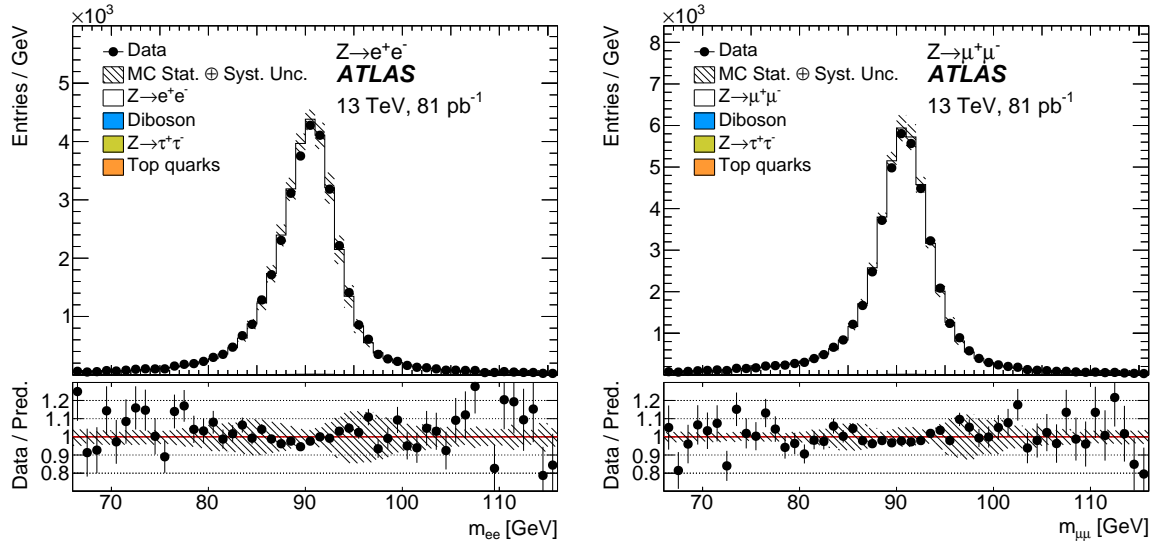 ×10³
Entries / GeV
5
4
3
2
1
Data
MC Stat. ⊕ Syst. Unc.
Z→e⁺e⁻
Diboson
Z→τ⁺τ⁻
Top quarks
Z→e⁺e⁻
ATLAS
13 TeV, 81 pb⁻¹
Data / Pred.
1.2
1.1
1
0.9
0.8
70 80 90 100 110
m_ee [GeV]
×10³
Entries / GeV
8
7
6
5
4
3
2
1
Data
MC Stat. ⊕ Syst. Unc.
Z→μ⁺μ⁻
Diboson
Z→τ⁺τ⁻
Top quarks
Z→μ⁺μ⁻
ATLAS
13 TeV, 81 pb⁻¹
Data / Pred.
1.2
1.1
1
0.9
0.8
70 80 90 100 110
m_μμ [GeV]